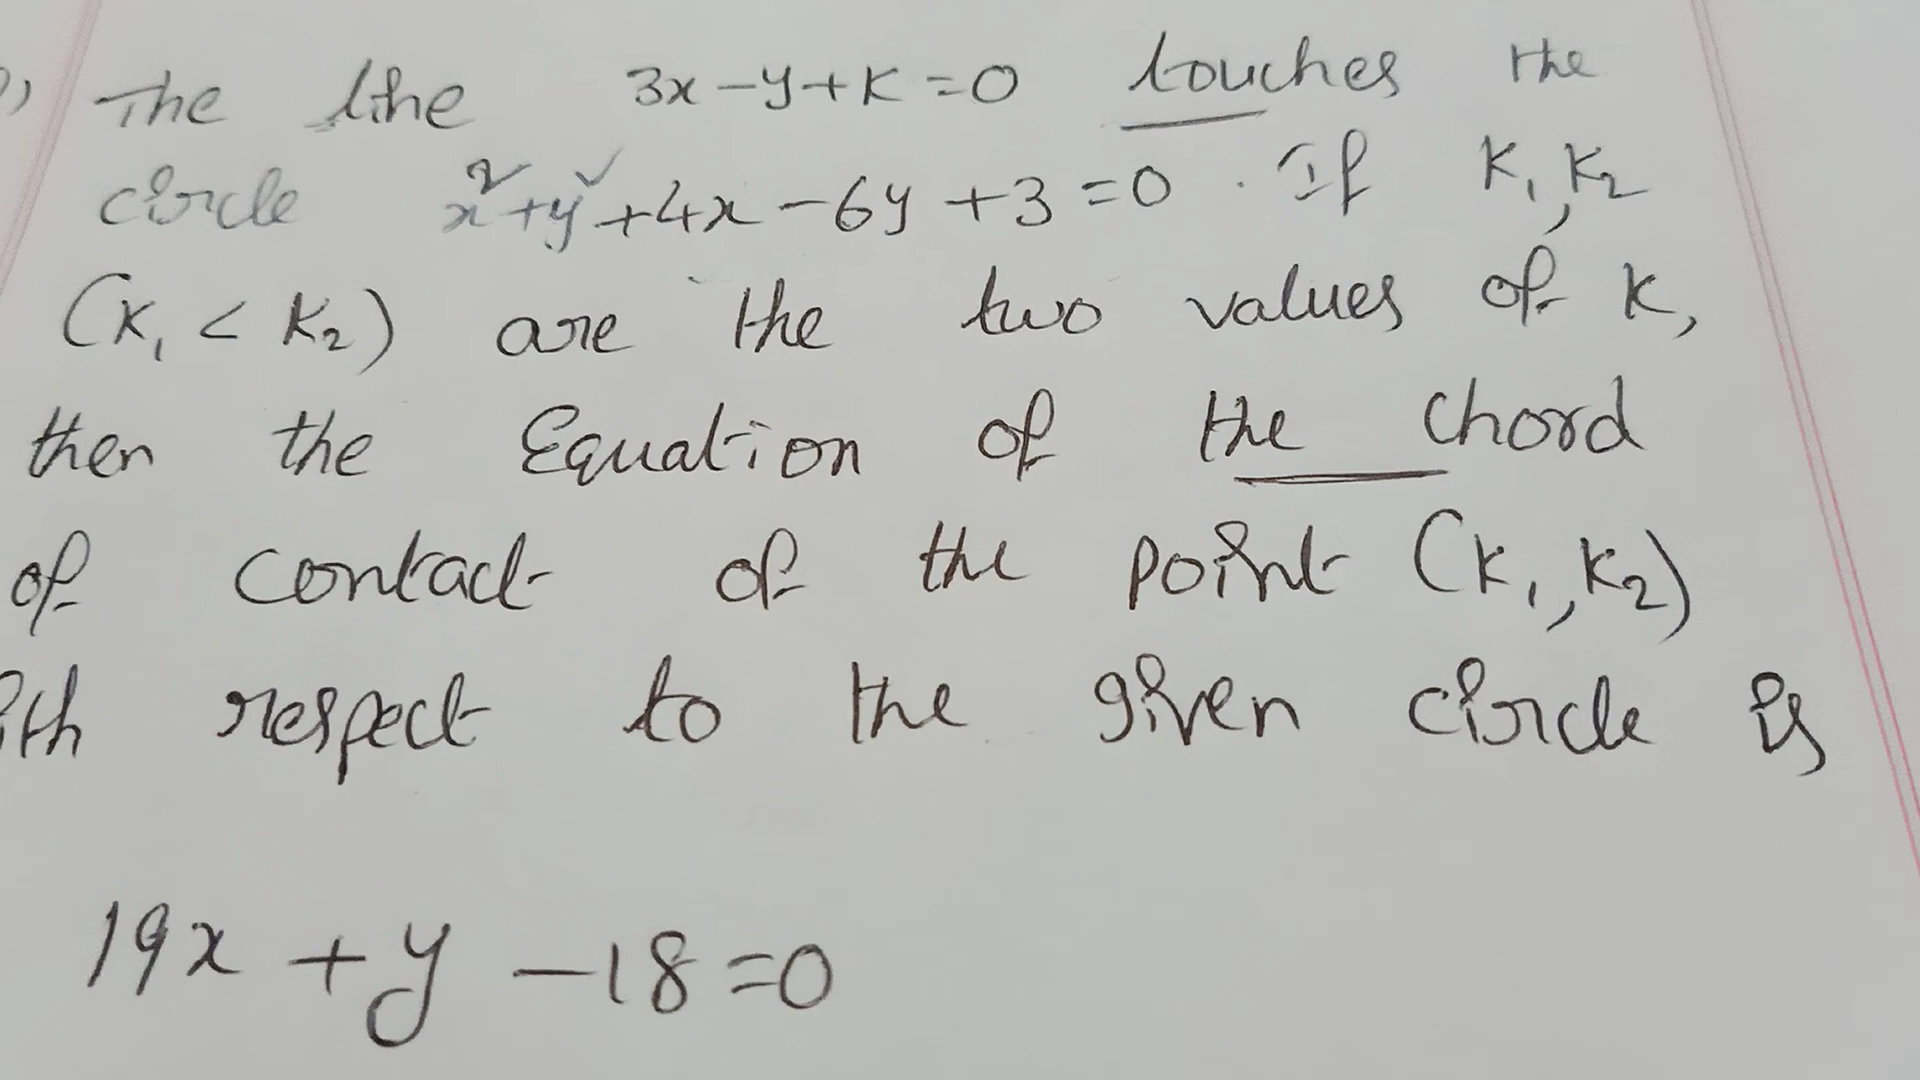 The line 3x-y+k=0 touches the
circle x²+y²+4x-6y+3=0. If K₁,K₂
(K₁<K₂) are the two values of K,
then the Equation of the chord
of contact of the point (K₁,K₂)
respect to the given circle is
19x+y-18=0